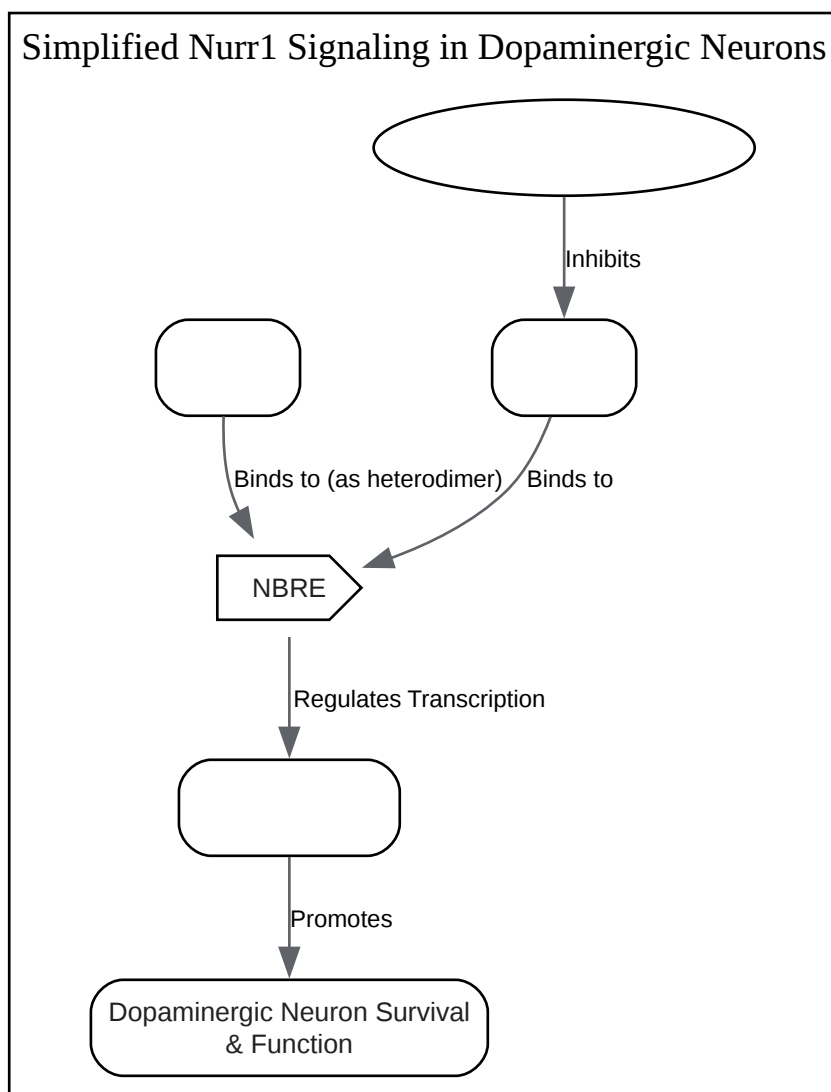 Simplified Nurr1 Signaling in Dopaminergic Neurons
Inhibits
Binds to (as heterodimer)
Binds to
NBRE
Regulates Transcription
Promotes
Dopaminergic Neuron Survival
& Function